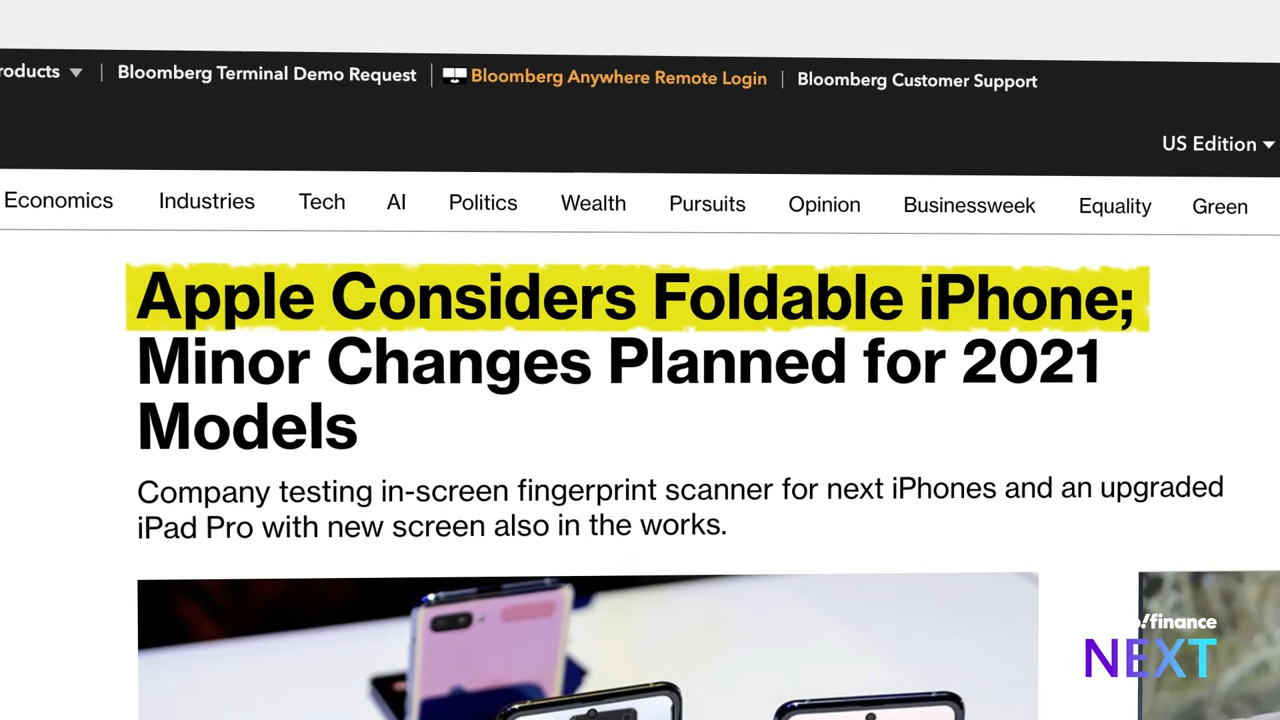 roducts
Bloomberg Terminal Demo Request
Bloomberg Anywhere Remote Login
Bloomberg Customer Support
US Edition
Economics Industries Tech AI Politics Wealth Pursuits Opinion Businessweek Equality Green
Apple Considers Foldable iPhone;
Minor Changes Planned for 2021
Models
Company testing in-screen fingerprint scanner for next iPhones and an upgraded
iPad Pro with new screen also in the works.
o!finance
NEXT